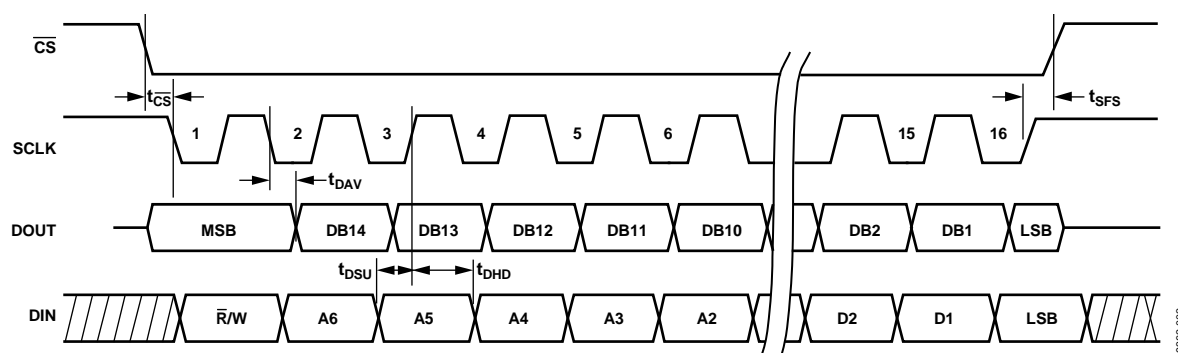 CS
tCS
tSFS
SCLK 1 2 3 4 5 6 15 16
tDAV
DOUT MSB DB14 DB13 DB12 DB11 DB10 DB2 DB1 LSB
tDSU tDHD
DIN R/W A6 A5 A4 A3 A2 D2 D1 LSB